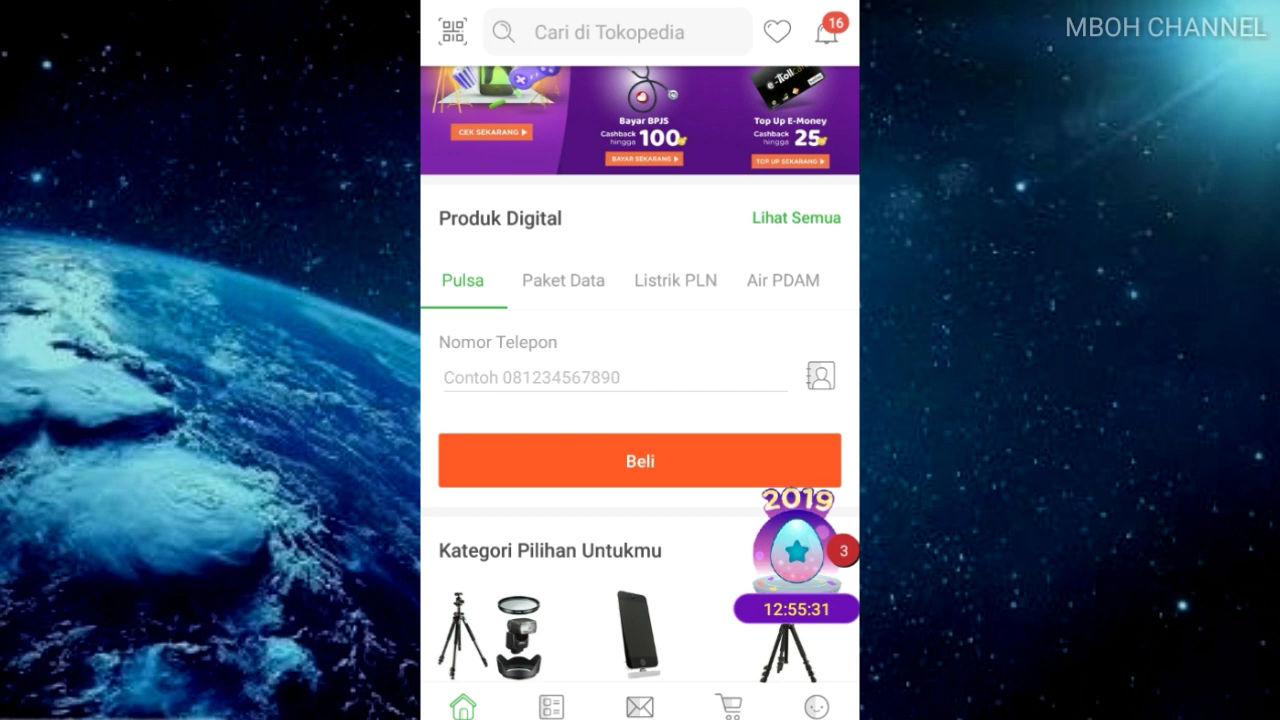 MBOH CHANNEL
Cari di Tokopedia
16
CEK SEKARANG
Bayar BPJS
Cashback
hingga
100
BAYAR SEKARANG
Top Up E-Money
Cashback
hingga
25
TOP UP SEKARANG
Produk Digital
Lihat Semua
Pulsa
Paket Data
Listrik PLN
Air PDAM
Nomor Telepon
Contoh 081234567890
Beli
2019
Kategori Pilihan Untukmu
3
12:55:31